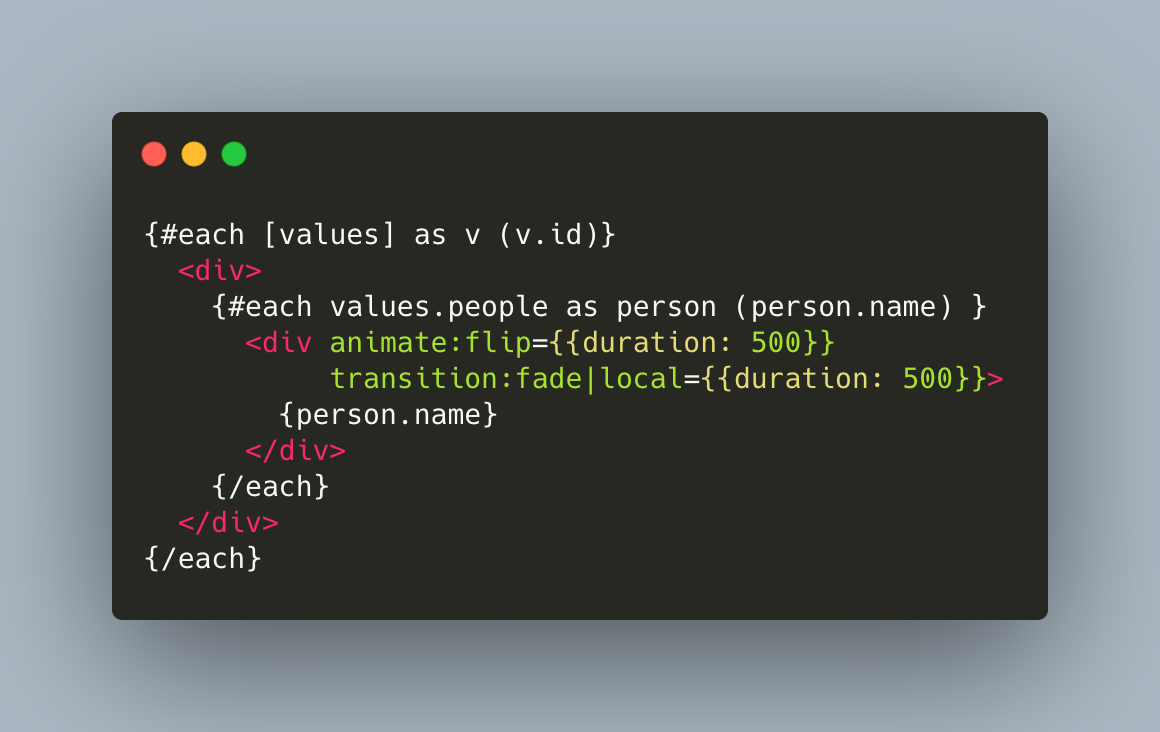 {#each [values] as v (v.id)}
  <div>
    {#each values.people as person (person.name) }
      <div animate:flip={{duration: 500}}
           transition:fade|local={{duration: 500}}>
        {person.name}
      </div>
    {/each}
  </div>
{/each}